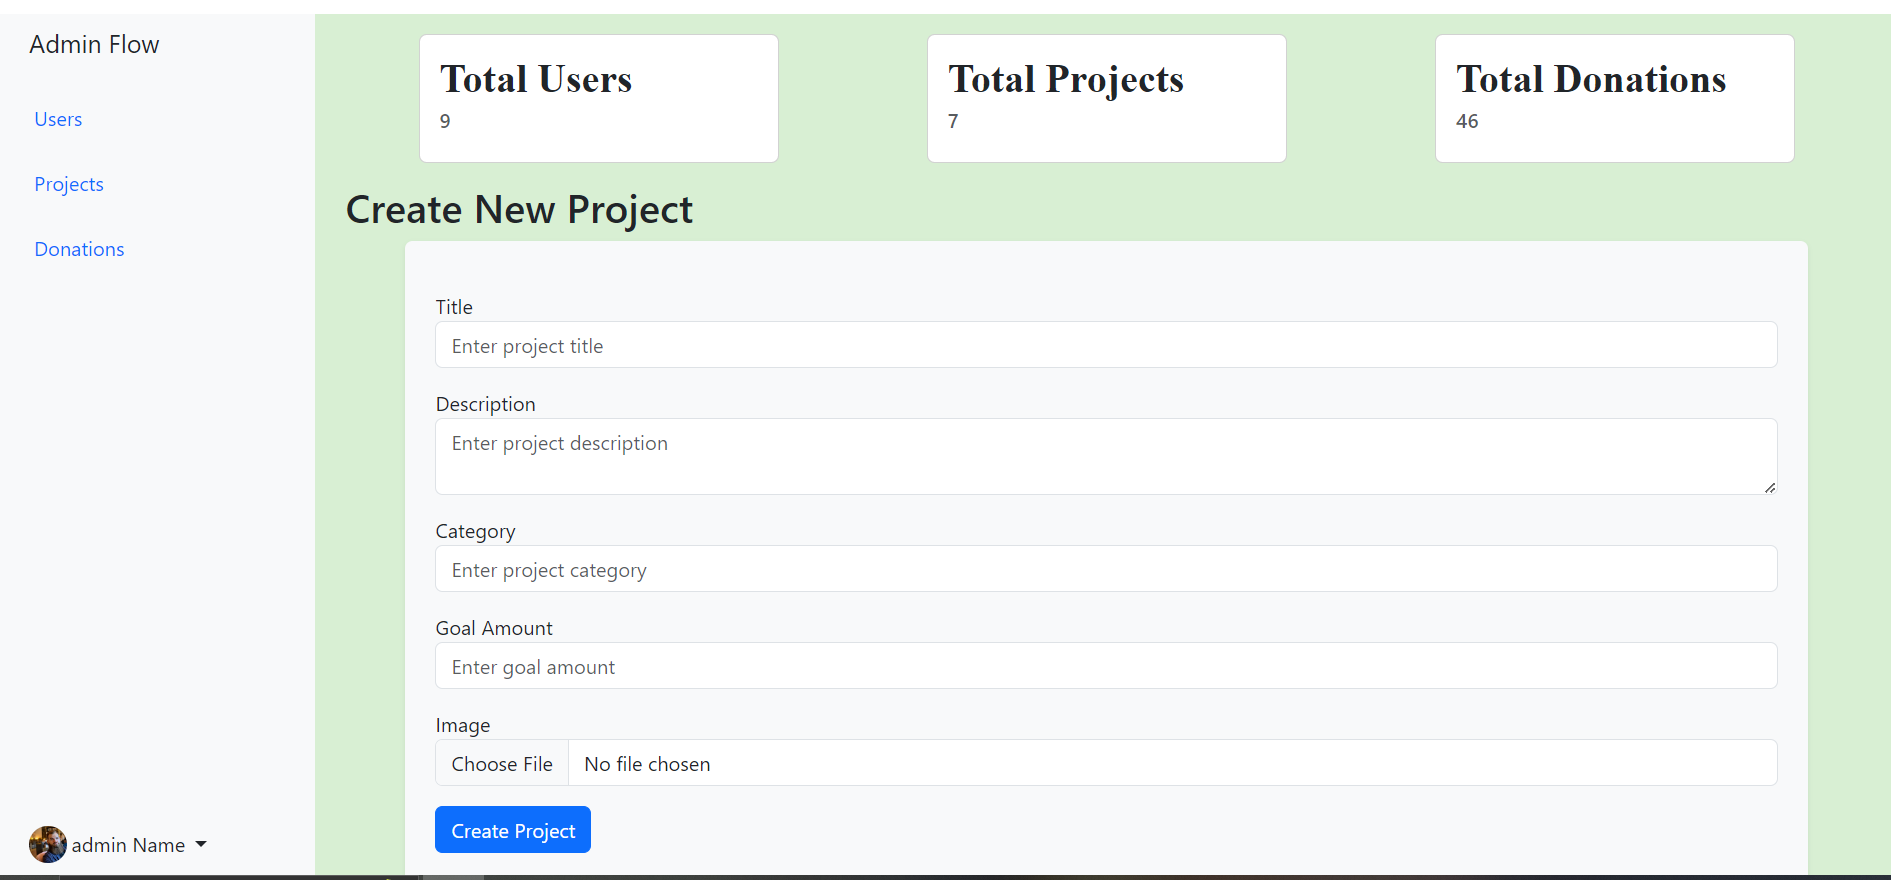 Admin Flow
Users
Projects
Donations
admin Name
Total Users
9
Total Projects
7
Total Donations
46
Create New Project
Title
Enter project title
Description
Enter project description
Category
Enter project category
Goal Amount
Enter goal amount
Image
Choose File No file chosen
Create Project